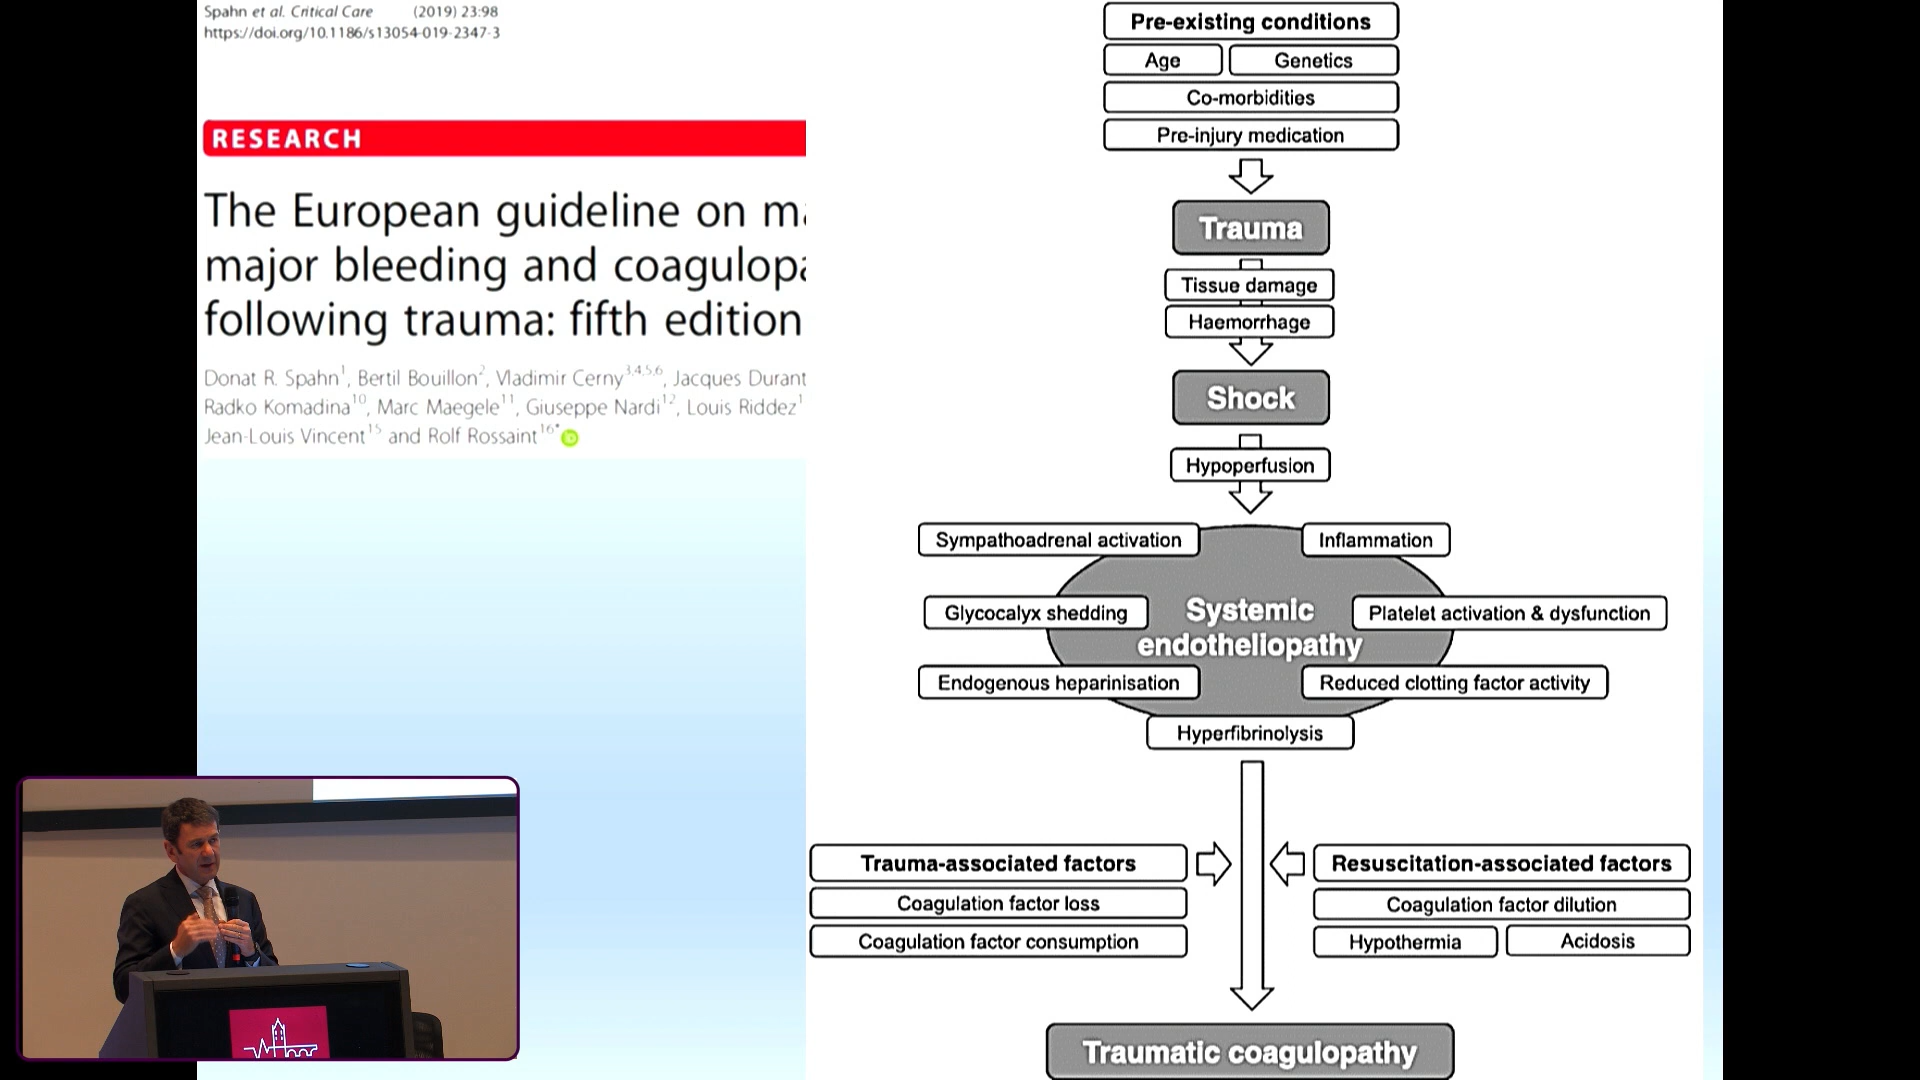 Spahn et al. Critical Care (2019) 23:98
https://doi.org/10.1186/s13054-019-2347-3
RESEARCH
The European guideline on ma
major bleeding and coagulopa
following trauma: fifth edition
Donat R. Spahn1, Bertil Bouillon2, Vladimir Cerny3,4,5,6, Jacques Durant
Radko Komadina10, Marc Maegele11, Giuseppe Nardi12, Louis Riddez1
Jean-Louis Vincent15 and Rolf Rossaint16*
iD
Pre-existing conditions
Age
Genetics
Co-morbidities
Pre-injury medication
Trauma
Tissue damage
Haemorrhage
Shock
Hypoperfusion
Sympathoadrenal activation
Inflammation
Glycocalyx shedding
Systemic
endotheliopathy
Platelet activation & dysfunction
Endogenous heparinisation
Reduced clotting factor activity
Hyperfibrinolysis
Trauma-associated factors
Coagulation factor loss
Coagulation factor consumption
Resuscitation-associated factors
Coagulation factor dilution
Hypothermia
Acidosis
Traumatic coagulopathy